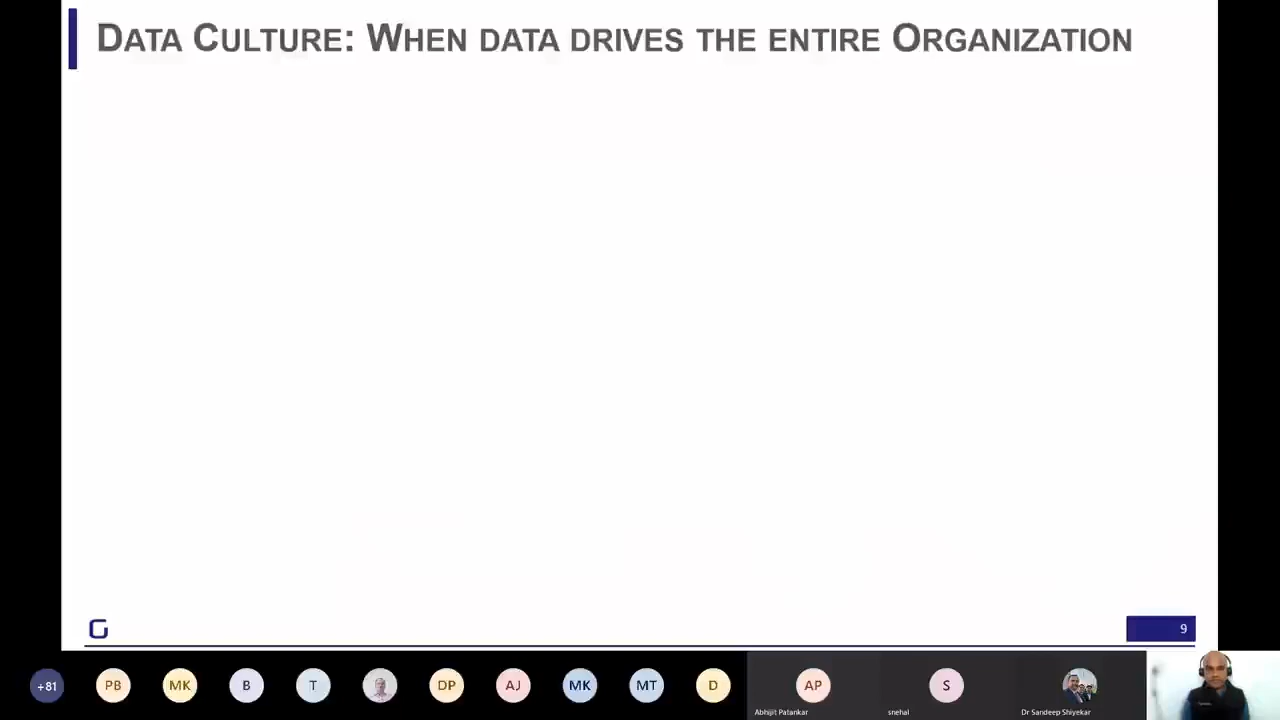 DATA CULTURE: WHEN DATA DRIVES THE ENTIRE ORGANIZATION
G
9
+81
PB
MK
B
T
DP
AJ
MK
MT
D
AP
S
Abhijit Patankar
snehal
Dr Sandeep Shiyekar